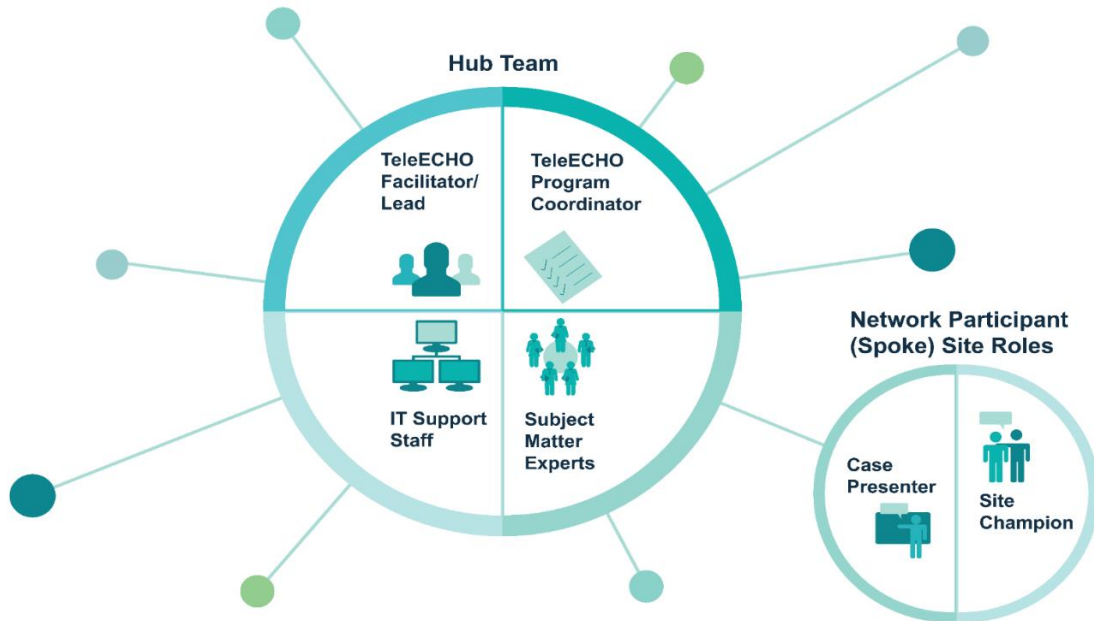 Hub Team
TeleECHO
Facilitator/
Lead
TeleECHO
Program
Coordinator
IT Support
Staff
Subject
Matter
Experts
Network Participant
(Spoke) Site Roles
Case
Presenter
Site
Champion